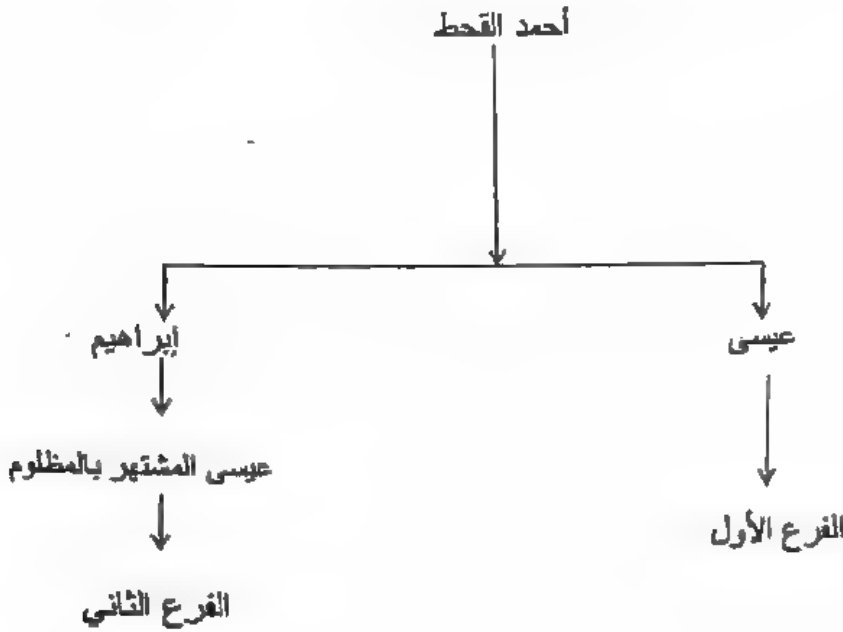 أحمد القحط
عيسى
إبراهيم
عيسى المشتهر بالمظلوم
الفرع الأول
الفرع الثاني